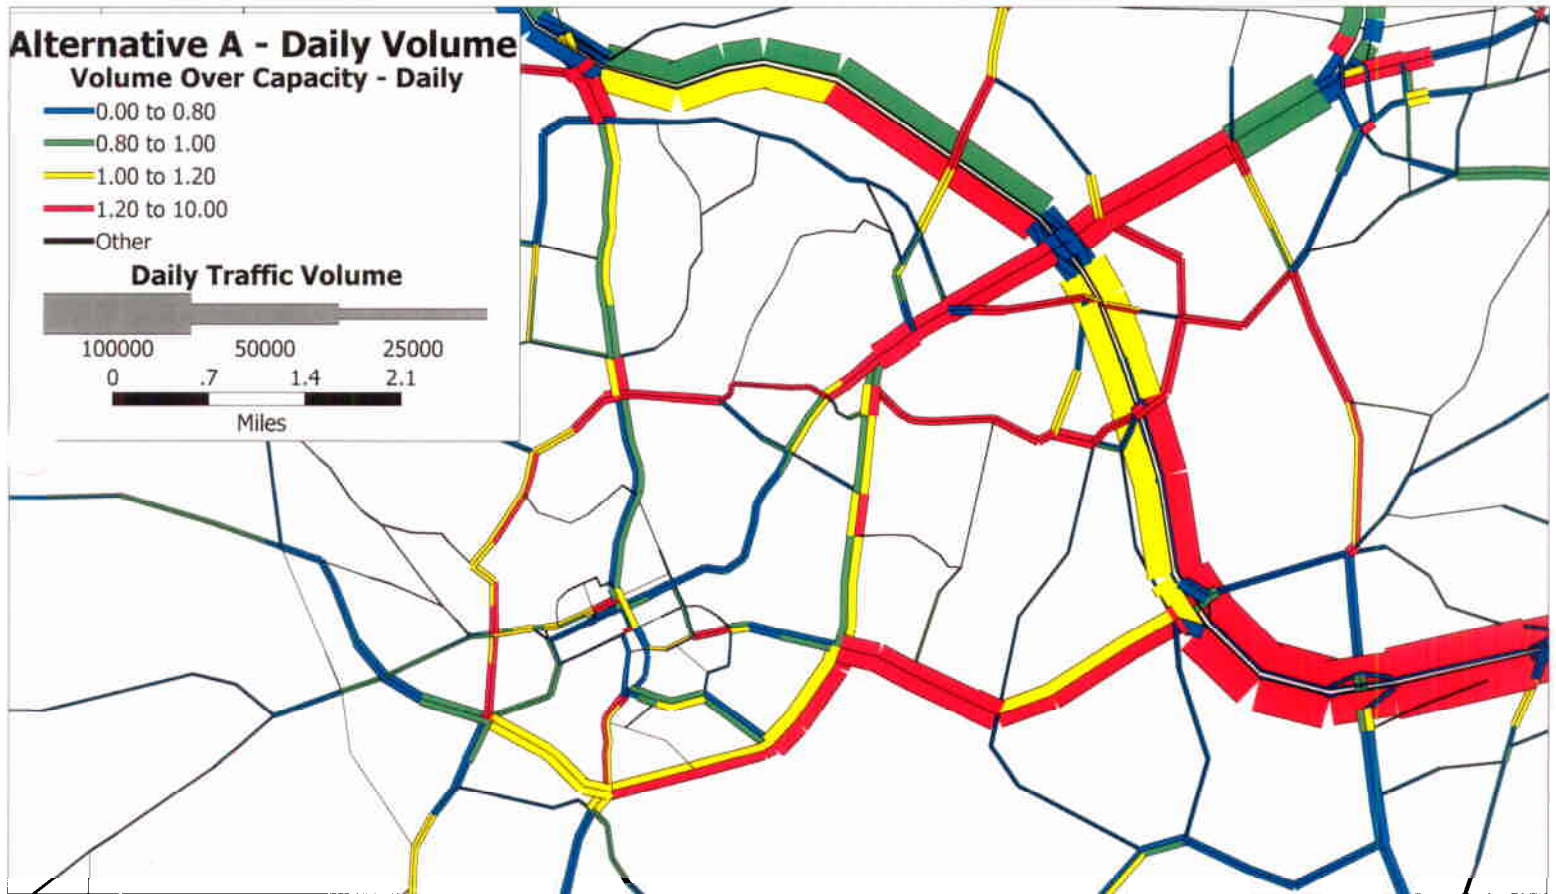 Alternative A - Daily Volume
Volume Over Capacity - Daily
0.00 to 0.80
0.80 to 1.00
1.00 to 1.20
1.20 to 10.00
Other
Daily Traffic Volume
100000 50000 25000
0 .7 1.4 2.1
Miles